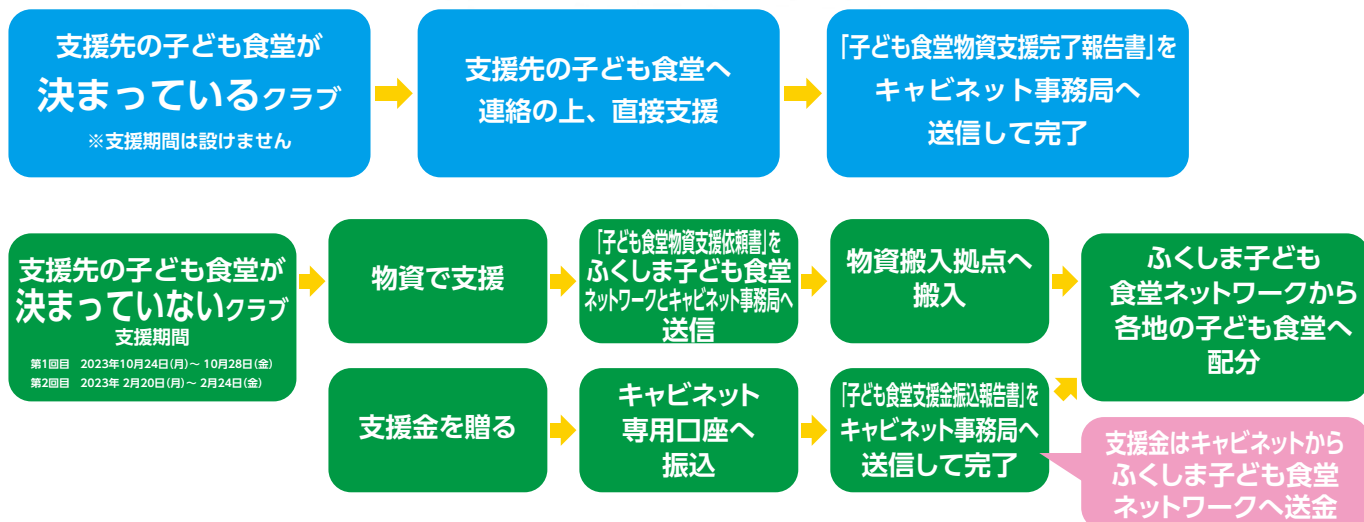 支援先の子ども食堂が
決まっているクラブ
※支援期間は設けません
支援先の子ども食堂へ
連絡の上、直接支援
「子ども食堂物資支援完了報告書」を
キャビネット事務局へ
送信して完了
支援先の子ども食堂が
決まっていないクラブ
支援期間
第1回目 2023年10月24日(月)～10月28日(金)
第2回目 2023年 2月20日(月)～2月24日(金)
物資で支援
「子ども食堂物資支援依頼書」を
ふくしま子ども食堂
ネットワークとキャビネット事務局へ
送信
物資搬入拠点へ
搬入
ふくしま子ども
食堂ネットワークから
各地の子ども食堂へ
配分
支援金を贈る
キャビネット
専用口座へ
振込
「子ども食堂支援金振込報告書」を
キャビネット事務局へ
送信して完了
支援金はキャビネットから
ふくしま子ども食堂
ネットワークへ送金